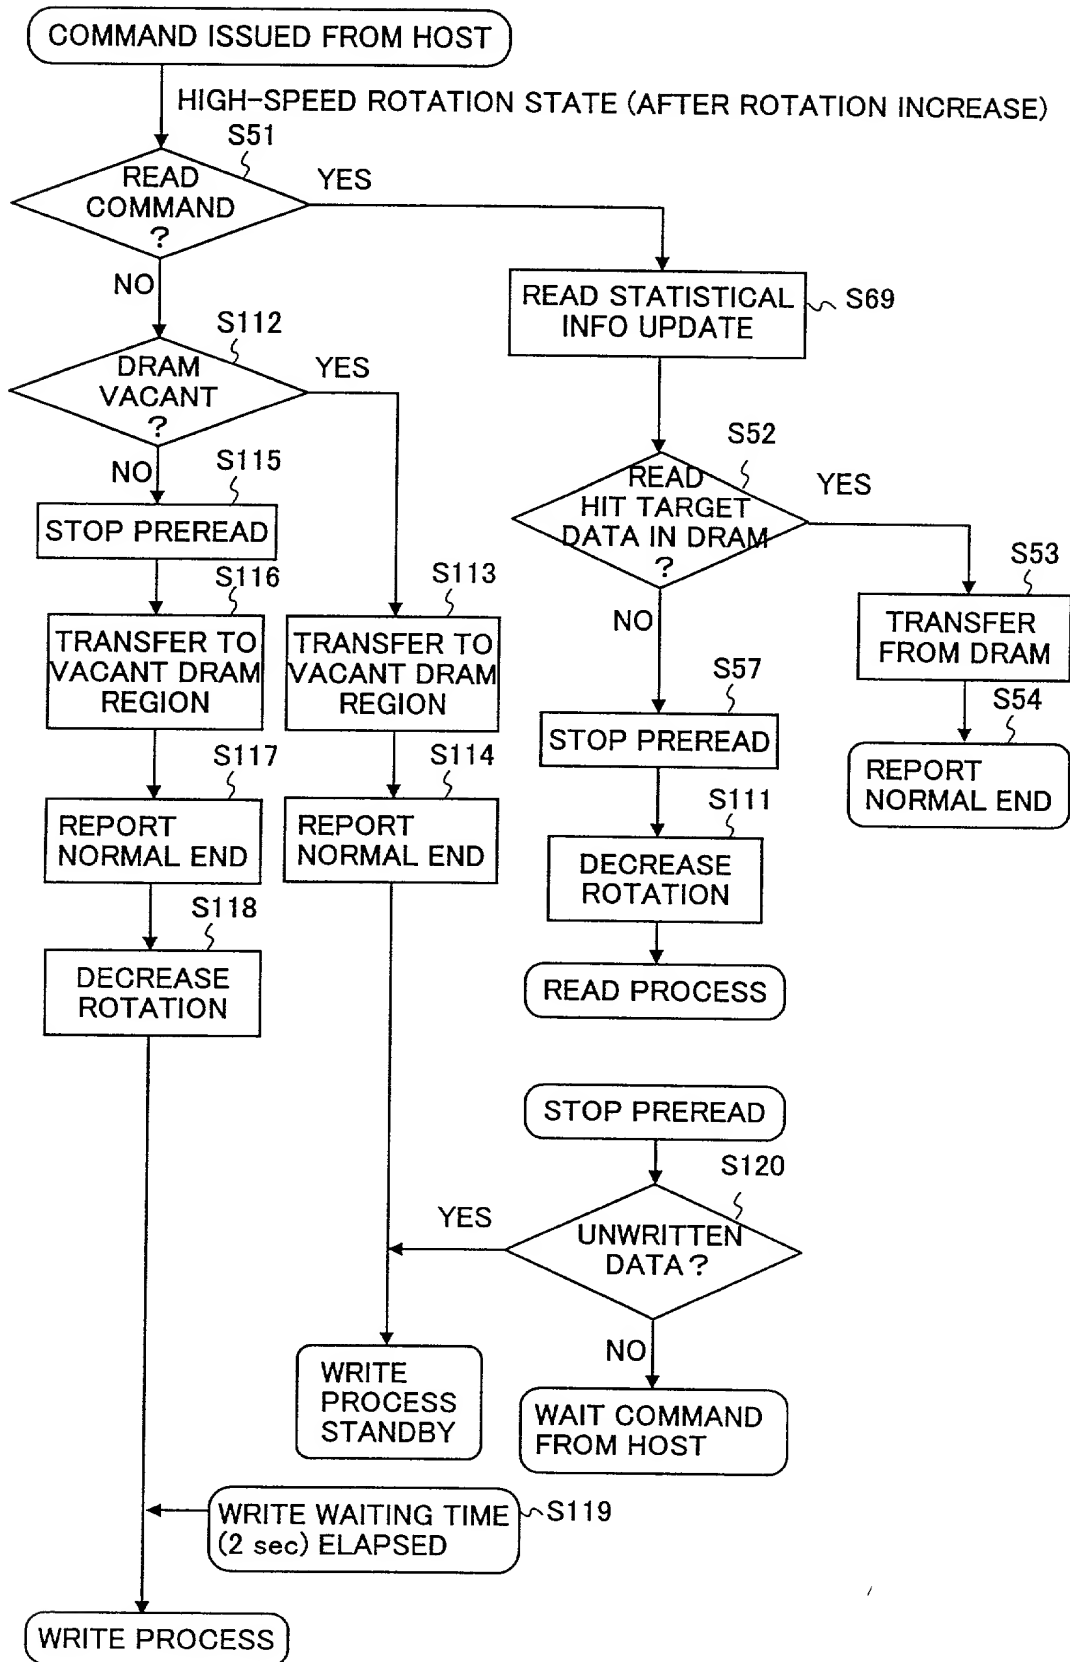 COMMAND ISSUED FROM HOST
HIGH-SPEED ROTATION STATE (AFTER ROTATION INCREASE)
S51
READ
COMMAND
?
YES
NO
READ STATISTICAL
INFO UPDATE
S69
S112
DRAM
VACANT
?
YES
NO
S52
READ
HIT TARGET
DATA IN DRAM
?
YES
NO
S115
STOP PREREAD
S116
TRANSFER TO
VACANT DRAM
REGION
S113
TRANSFER TO
VACANT DRAM
REGION
S53
TRANSFER
FROM DRAM
S57
STOP PREREAD
S54
REPORT
NORMAL END
S117
REPORT
NORMAL END
S114
REPORT
NORMAL END
S111
DECREASE
ROTATION
S118
DECREASE
ROTATION
READ PROCESS
STOP PREREAD
S120
UNWRITTEN
DATA?
YES
NO
WRITE
PROCESS
STANDBY
WAIT COMMAND
FROM HOST
WRITE WAITING TIME
(2 sec) ELAPSED
S119
WRITE PROCESS